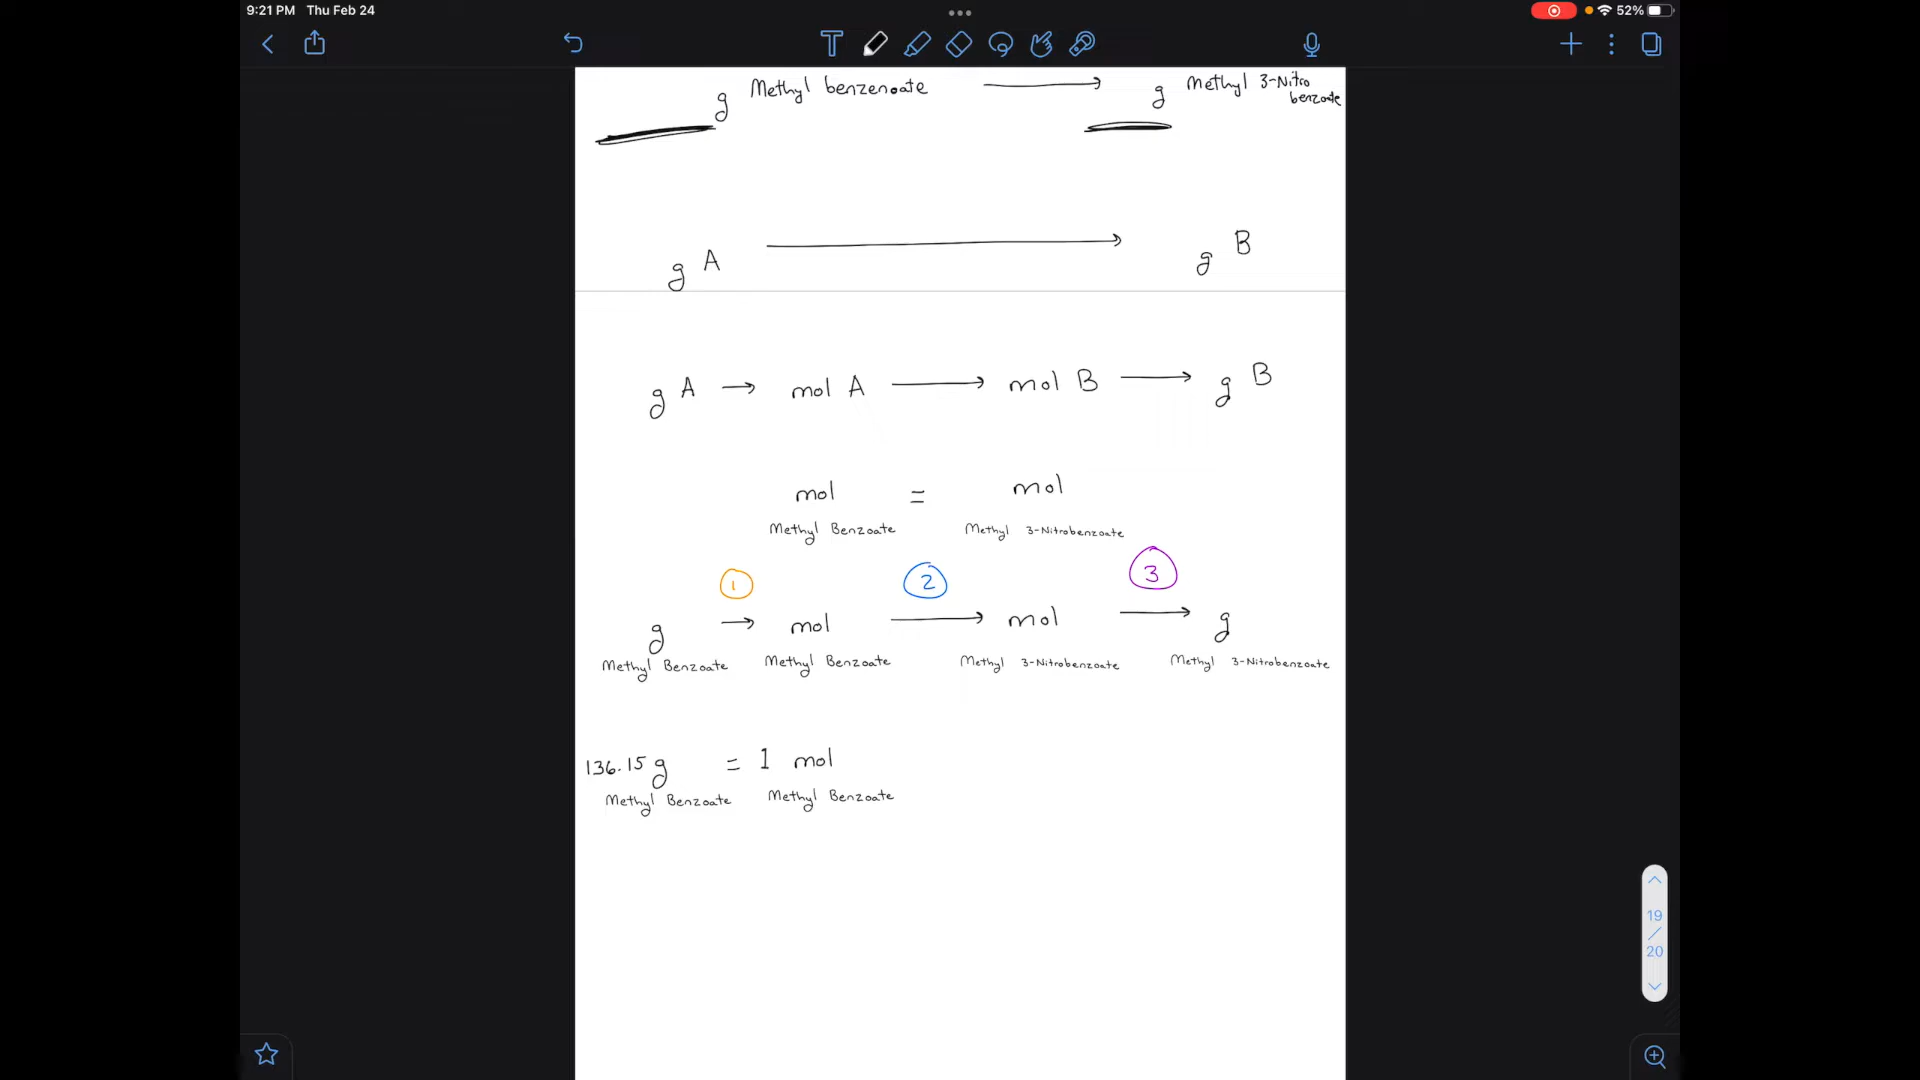 9:21 PM Thu Feb 24
52%
g Methyl benzenoate → g Methyl 3-Nitro
benzoate
g A → g B
g A → mol A → mol B → g B
mol = mol
Methyl Benzoate Methyl 3-Nitrobenzoate
1 2 3
g → mol → mol → g
Methyl Benzoate Methyl Benzoate Methyl 3-Nitrobenzoate Methyl 3-Nitrobenzoate
136.15 g = 1 mol
Methyl Benzoate Methyl Benzoate
19
/
20